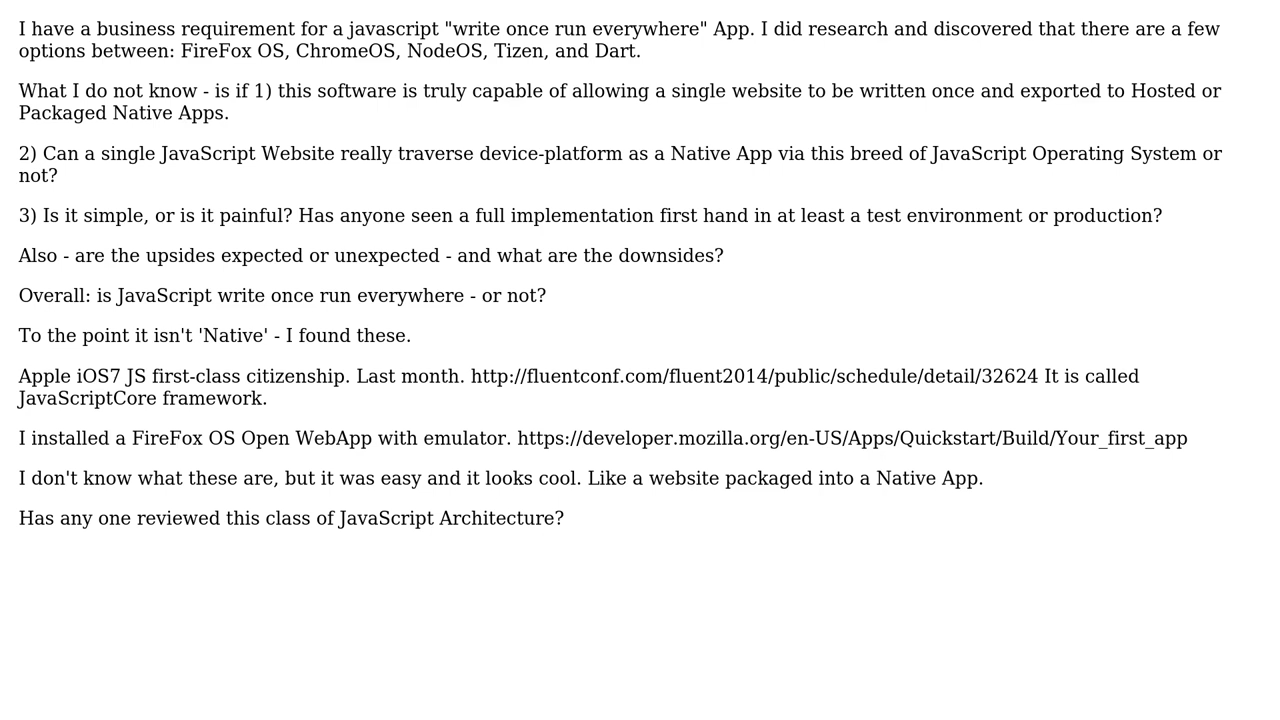 I have a business requirement for a javascript "write once run everywhere" App. I did research and discovered that there are a few
options between: FireFox OS, ChromeOS, NodeOS, Tizen, and Dart.
What I do not know - is if 1) this software is truly capable of allowing a single website to be written once and exported to Hosted or
Packaged Native Apps.
2) Can a single JavaScript Website really traverse device-platform as a Native App via this breed of JavaScript Operating System or
not?
3) Is it simple, or is it painful? Has anyone seen a full implementation first hand in at least a test environment or production?
Also - are the upsides expected or unexpected - and what are the downsides?
Overall: is JavaScript write once run everywhere - or not?
To the point it isn't 'Native' - I found these.
Apple iOS7 JS first-class citizenship. Last month. http://fluentconf.com/fluent2014/public/schedule/detail/32624 It is called
JavaScriptCore framework.
I installed a FireFox OS Open WebApp with emulator. https://developer.mozilla.org/en-US/Apps/Quickstart/Build/Your_first_app
I don't know what these are, but it was easy and it looks cool. Like a website packaged into a Native App.
Has any one reviewed this class of JavaScript Architecture?